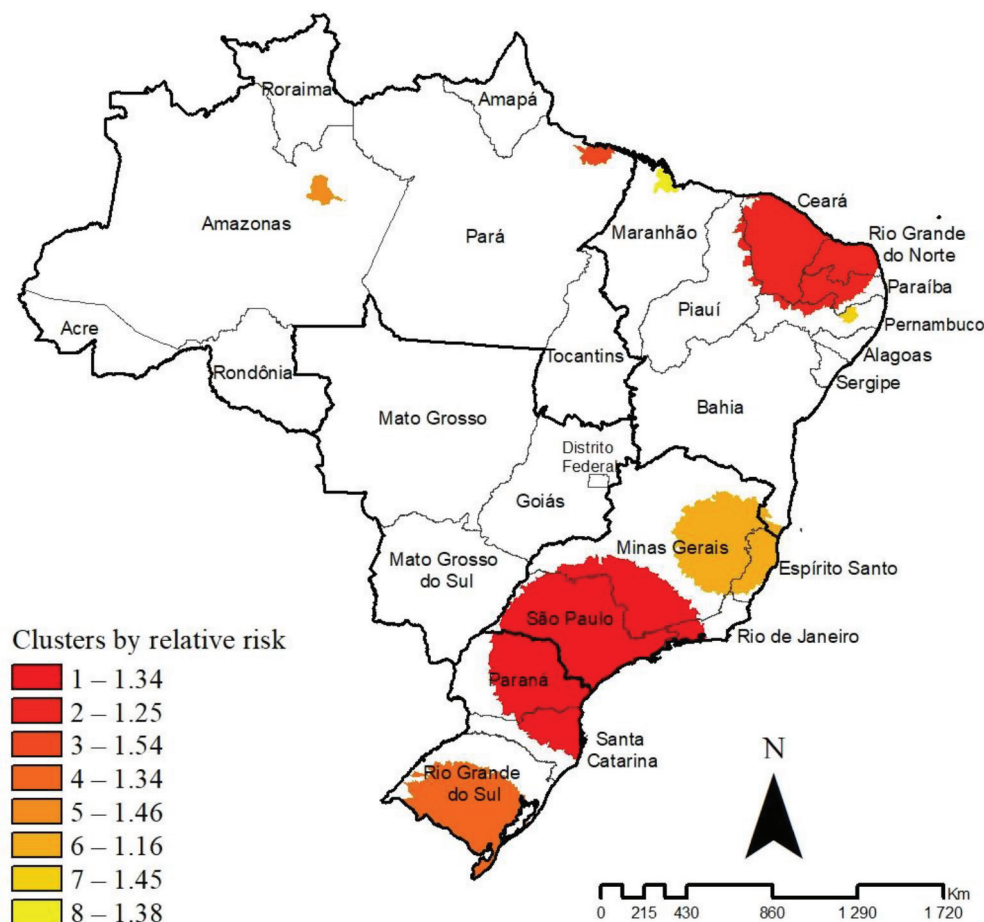 Roraima
Amapá
Amazonas
Pará
Maranhão
Ceará
Rio Grande
do Norte
Paraíba
Piauí
Pernambuco
Acre
Alagoas
Rondônia
Tocantins
Sergipe
Bahia
Mato Grosso
Distrito
Federal
Goiás
Mato Grosso
do Sul
Minas Gerais
Espírito Santo
São Paulo
Rio de Janeiro
Paraná
Santa
Catarina
Rio Grande
do Sul
Clusters by relative risk
1 – 1.34
2 – 1.25
3 – 1.54
4 – 1.34
5 – 1.46
6 – 1.16
7 – 1.45
8 – 1.38
N
Km
0 215 430 860 1 290 1 720